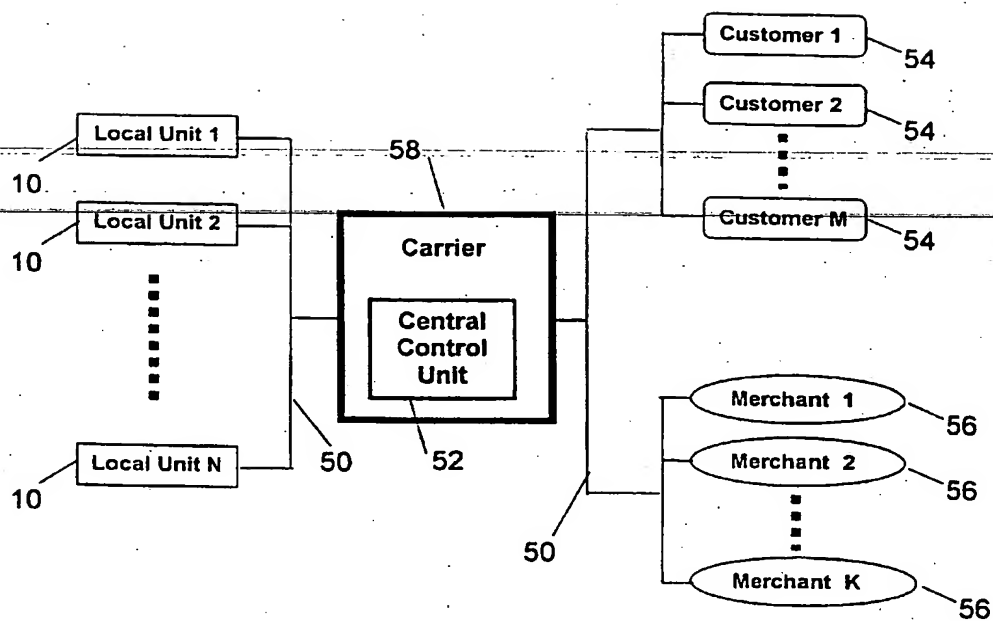 Local Unit 1
10
Local Unit 2
10
Local Unit N
10
50
58
Carrier
Central
Control
Unit
52
50
Customer 1
54
Customer 2
54
Customer M
54
Merchant 1
56
Merchant 2
56
Merchant K
56